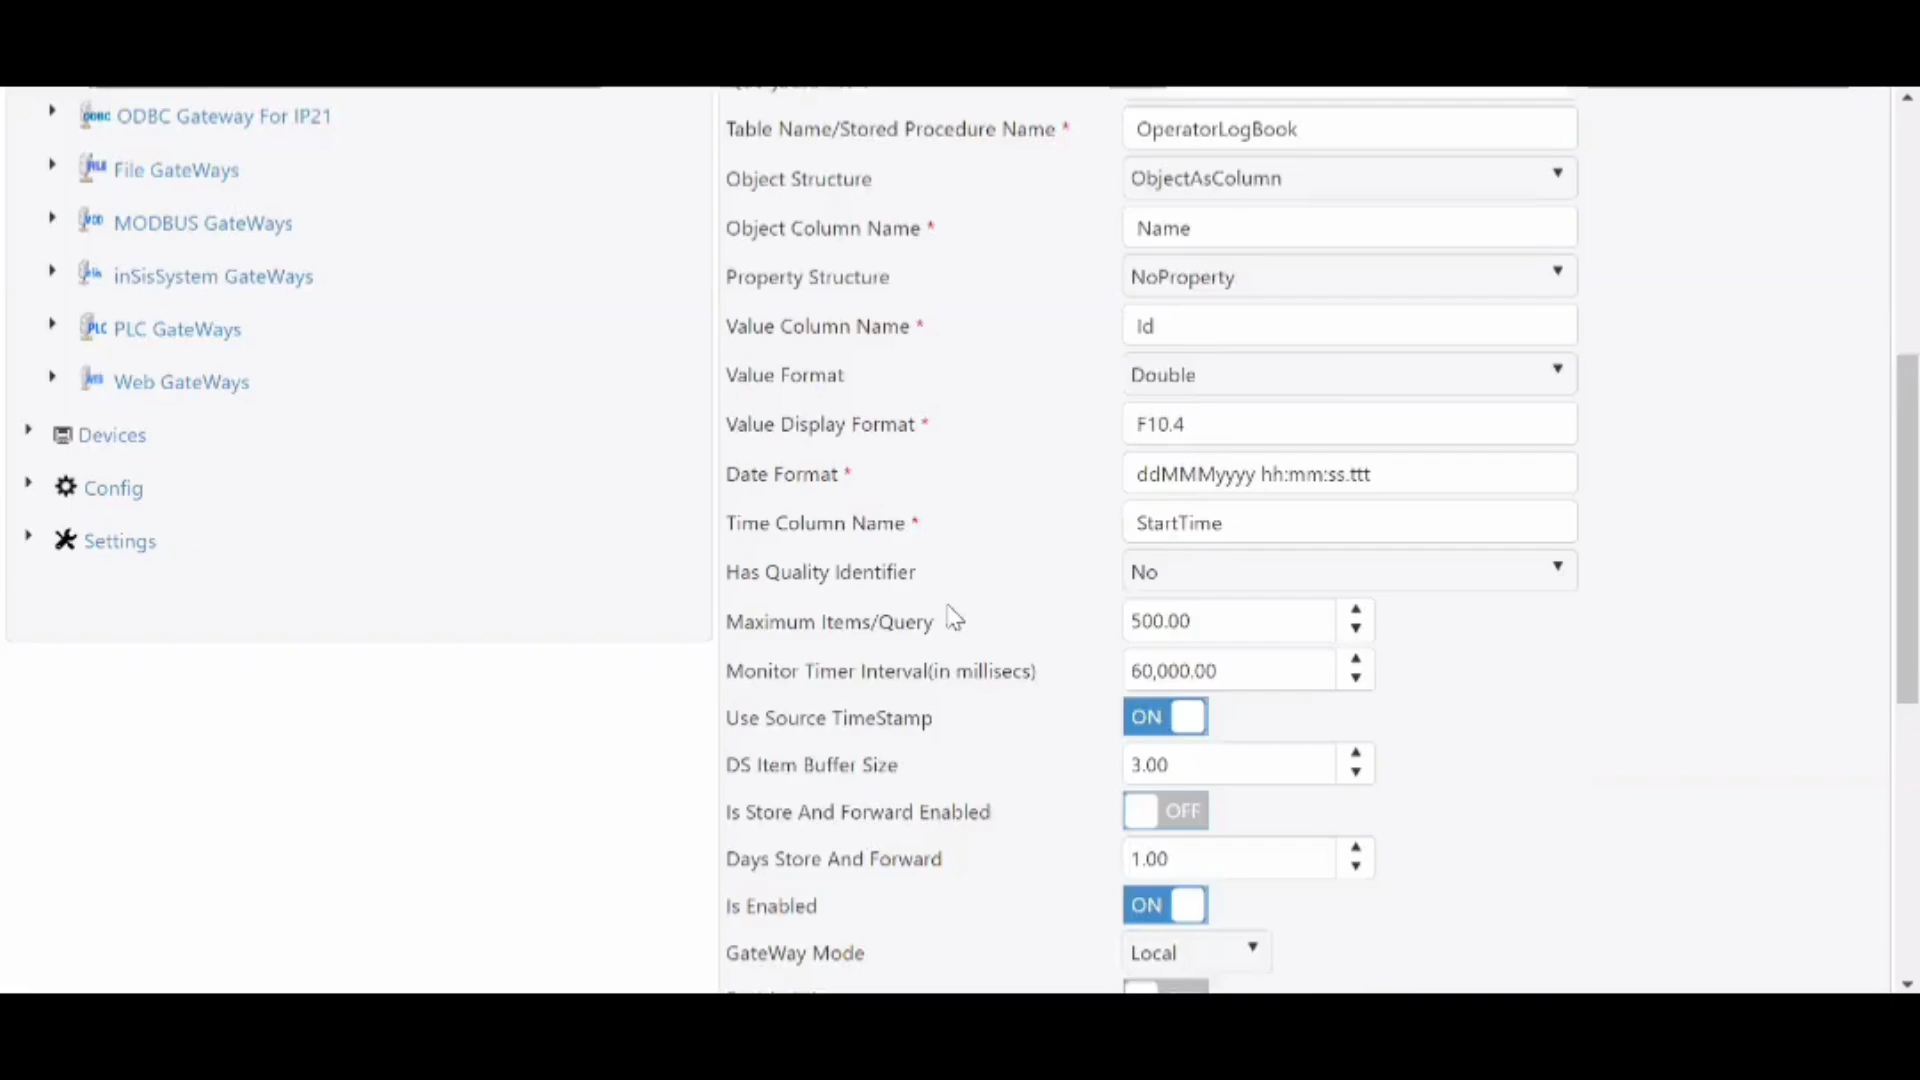 ODBC Gateway For IP21
File GateWays
MODBUS GateWays
inSisSystem GateWays
PLC GateWays
Web GateWays
Devices
Config
Settings
Table Name/Stored Procedure Name * OperatorLogBook
Object Structure ObjectAsColumn
Object Column Name * Name
Property Structure NoProperty
Value Column Name * Id
Value Format Double
Value Display Format * F10.4
Date Format * ddMMMyyyy hh:mm:ss.ttt
Time Column Name * StartTime
Has Quality Identifier No
Maximum Items/Query 500.00
Monitor Timer Interval(in millisecs) 60,000.00
Use Source TimeStamp ON
DS Item Buffer Size 3.00
Is Store And Forward Enabled OFF
Days Store And Forward 1.00
Is Enabled ON
GateWay Mode Local